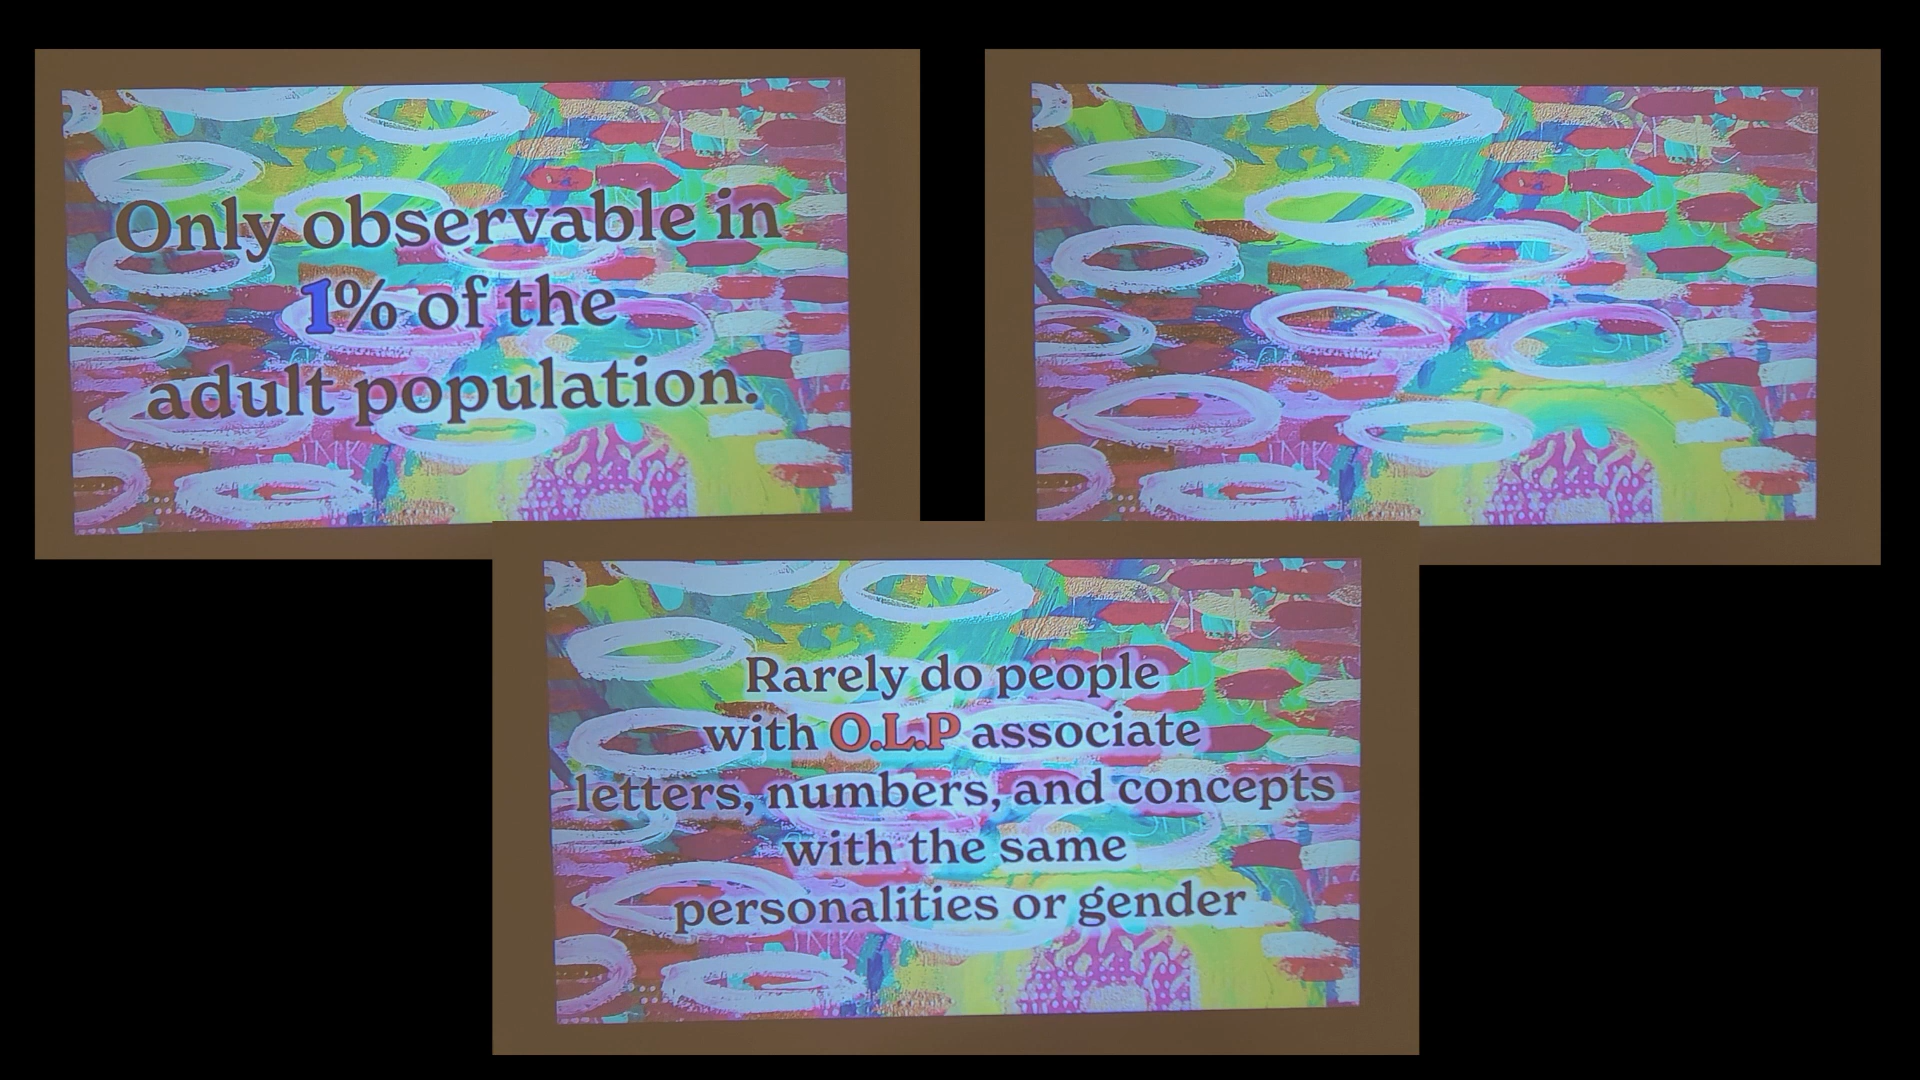 Only observable in
1% of the
adult population.
Rarely do people
with O.L.P associate
letters, numbers, and concepts
with the same
personalities or gender